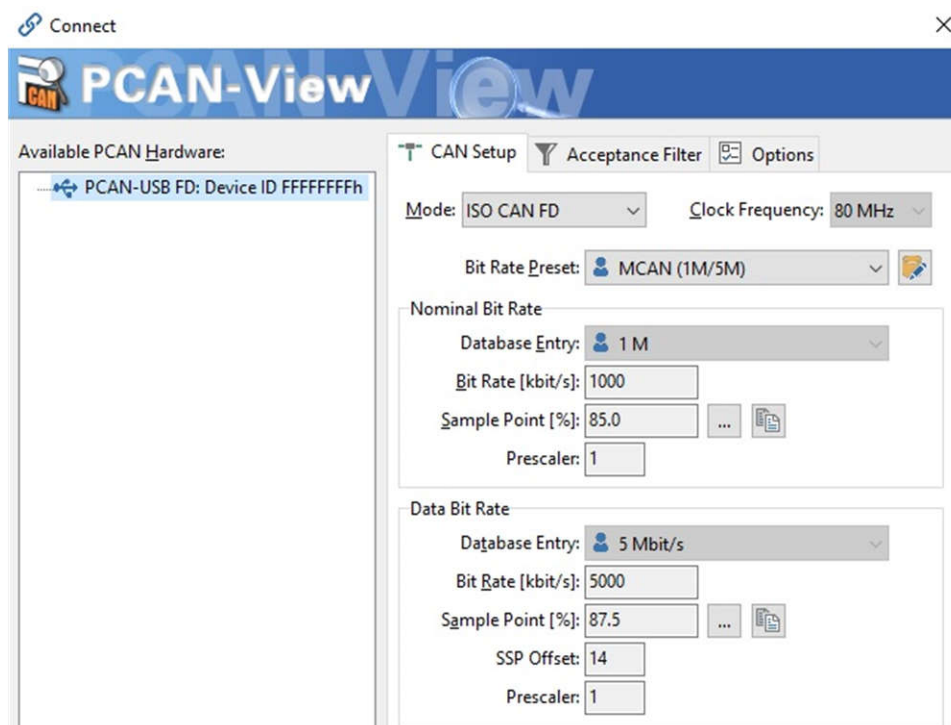 Connect
PCAN-View
Available PCAN Hardware:
PCAN-USB FD: Device ID FFFFFFFFh
CAN Setup Acceptance Filter Options
Mode: ISO CAN FD Clock Frequency: 80 MHz
Bit Rate Preset: MCAN (1M/5M)
Nominal Bit Rate
Database Entry: 1 M
Bit Rate [kbit/s]: 1000
Sample Point [%]: 85.0 ...
Prescaler: 1
Data Bit Rate
Database Entry: 5 Mbit/s
Bit Rate [kbit/s]: 5000
Sample Point [%]: 87.5 ...
SSP Offset: 14
Prescaler: 1